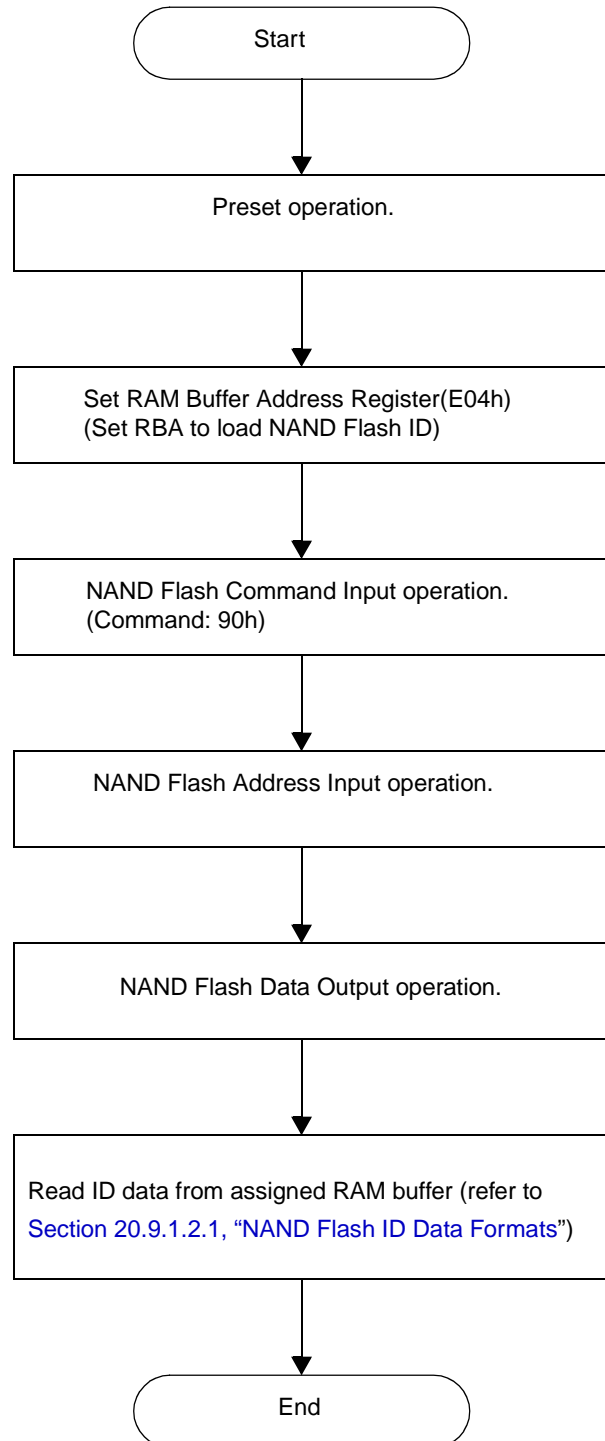 Start
Preset operation.
Set RAM Buffer Address Register(E04h)
(Set RBA to load NAND Flash ID)
NAND Flash Command Input operation.
(Command: 90h)
NAND Flash Address Input operation.
NAND Flash Data Output operation.
Read ID data from assigned RAM buffer (refer to
Section 20.9.1.2.1, “NAND Flash ID Data Formats”)
End